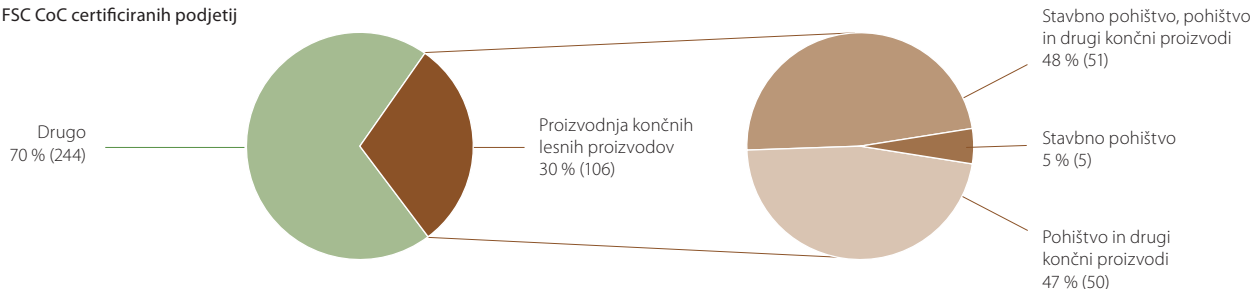 FSC CoC certificiranih podjetij
Drugo
70 % (244)
Proizvodnja končnih
lesnih proizvodov
30 % (106)
Stavbno pohištvo, pohištvo
in drugi končni proizvodi
48 % (51)
Stavbno pohištvo
5 % (5)
Pohištvo in drugi
končni proizvodi
47 % (50)